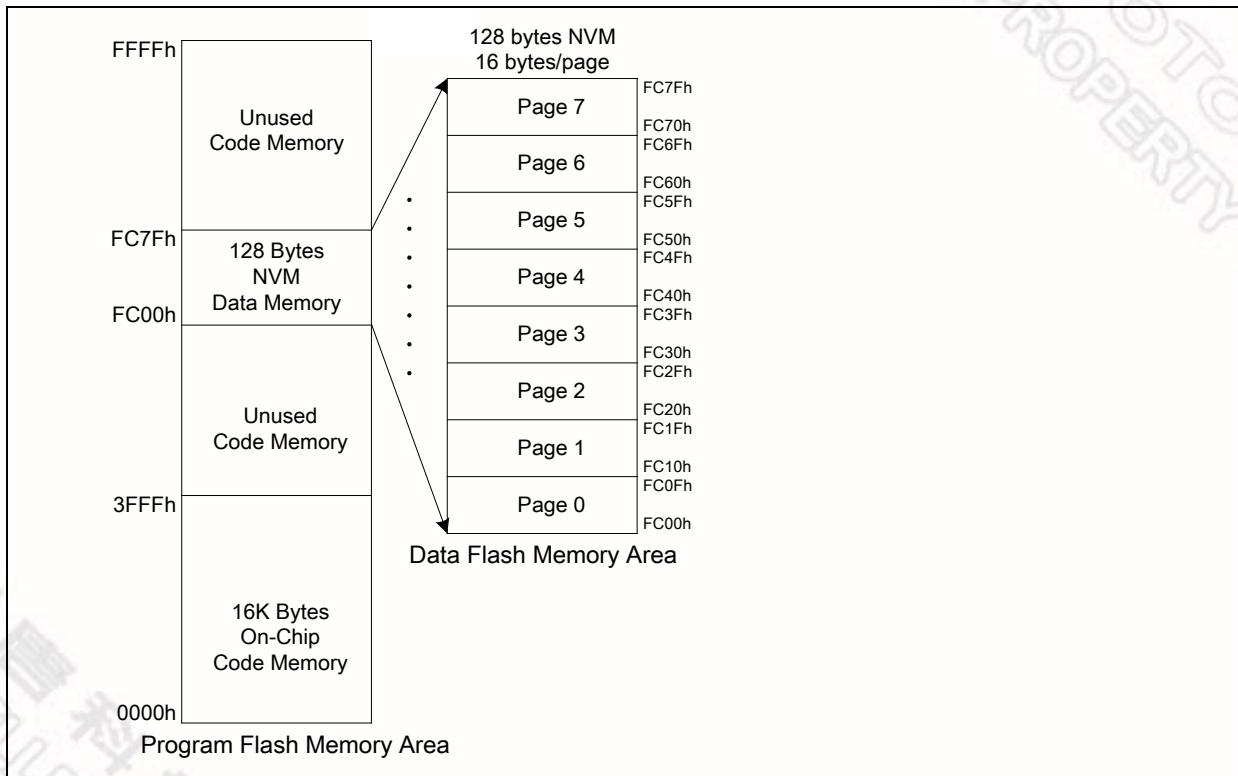 FFFFh
Unused
Code Memory
FC7Fh
128 Bytes
NVM
Data Memory
FC00h
Unused
Code Memory
3FFFh
16K Bytes
On-Chip
Code Memory
0000h
Program Flash Memory Area
128 bytes NVM
16 bytes/page
FC7Fh
Page 7
FC70h
FC6Fh
Page 6
FC60h
FC5Fh
Page 5
FC50h
FC4Fh
Page 4
FC40h
FC3Fh
Page 3
FC30h
FC2Fh
Page 2
FC20h
FC1Fh
Page 1
FC10h
FC0Fh
Page 0
FC00h
Data Flash Memory Area
PROPERTY